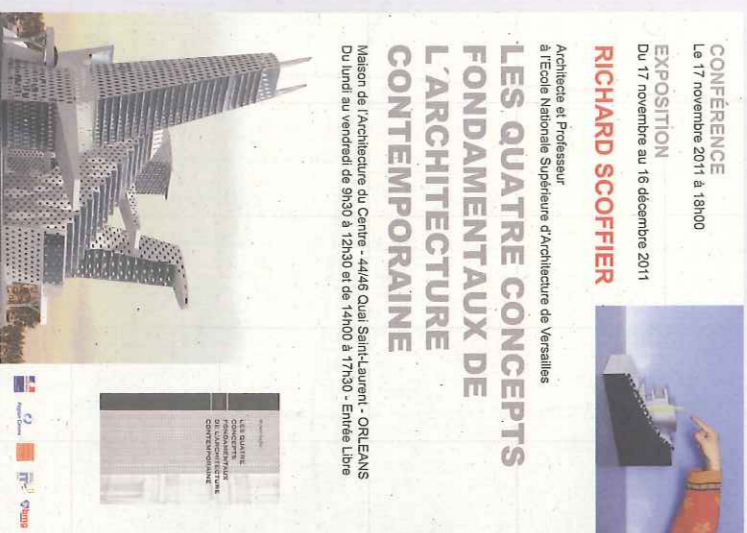 CONFÉRENCE
Le 17 novembre 2011 à 18h00
EXPOSITION
Du 17 novembre au 16 décembre 2011
RICHARD SCOFFIER
Architecte et Professeur
à l'Ecole Nationale Supérieure d'Architecture de Versailles
LES QUATRE CONCEPTS
FONDAMENTAUX DE
L'ARCHITECTURE
CONTEMPORAINE
Maison de l'Architecture du Centre - 44/46 Quai Saint-Laurent - ORLEANS
Du lundi au vendredi de 9h30 à 12h30 et de 14h00 à 17h30 - Entrée Libre
LES QUATRE
CONCEPTS
FONDAMENTAUX
DE L'ARCHITECTURE
CONTEMPORAINE
Région Centre
bmg